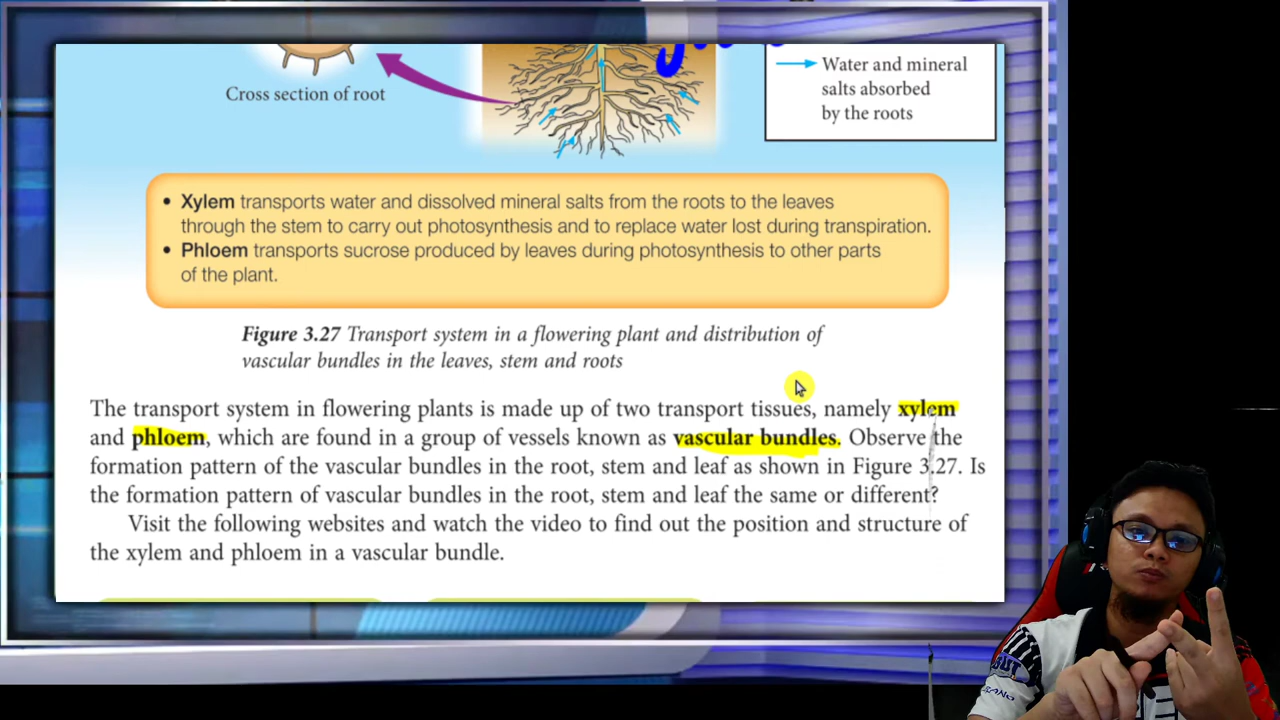 Cross section of root
Water and mineral
salts absorbed
by the roots
• Xylem transports water and dissolved mineral salts from the roots to the leaves
through the stem to carry out photosynthesis and to replace water lost during transpiration.
• Phloem transports sucrose produced by leaves during photosynthesis to other parts
of the plant.
Figure 3.27 Transport system in a flowering plant and distribution of
vascular bundles in the leaves, stem and roots
The transport system in flowering plants is made up of two transport tissues, namely xylem
and phloem, which are found in a group of vessels known as vascular bundles. Observe the
formation pattern of the vascular bundles in the root, stem and leaf as shown in Figure 3.27. Is
the formation pattern of vascular bundles in the root, stem and leaf the same or different?
Visit the following websites and watch the video to find out the position and structure of
the xylem and phloem in a vascular bundle.